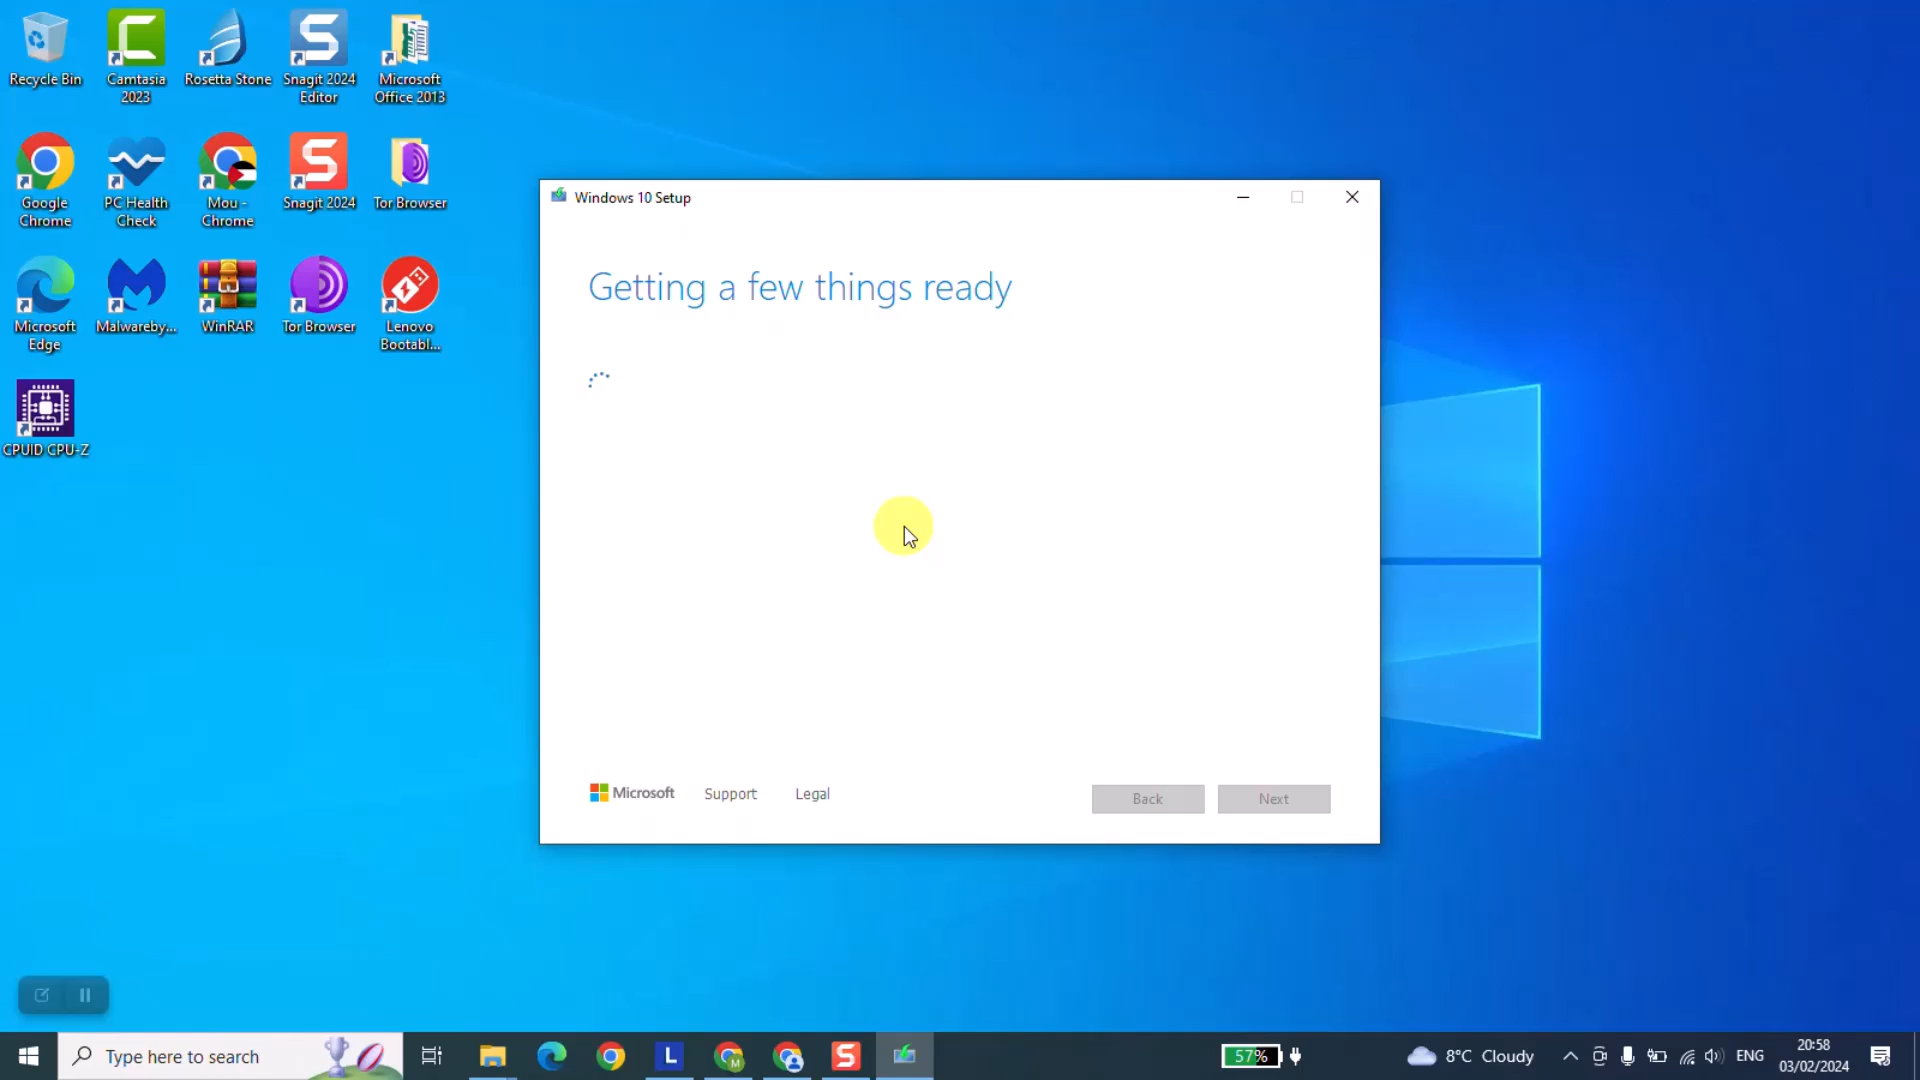 Recycle Bin
Camtasia
2023
Rosetta Stone
Snagit 2024
Editor
Microsoft
Office 2013
Google
Chrome
PC Health
Check
Mou -
Chrome
Snagit 2024
Tor Browser
Microsoft
Edge
Malwareby...
WinRAR
Tor Browser
Lenovo
Bootabl...
CPUID CPU-Z
Windows 10 Setup
Getting a few things ready
Microsoft
Support
Legal
Back
Next
Type here to search
57%
8°C Cloudy
ENG
20:58
03/02/2024